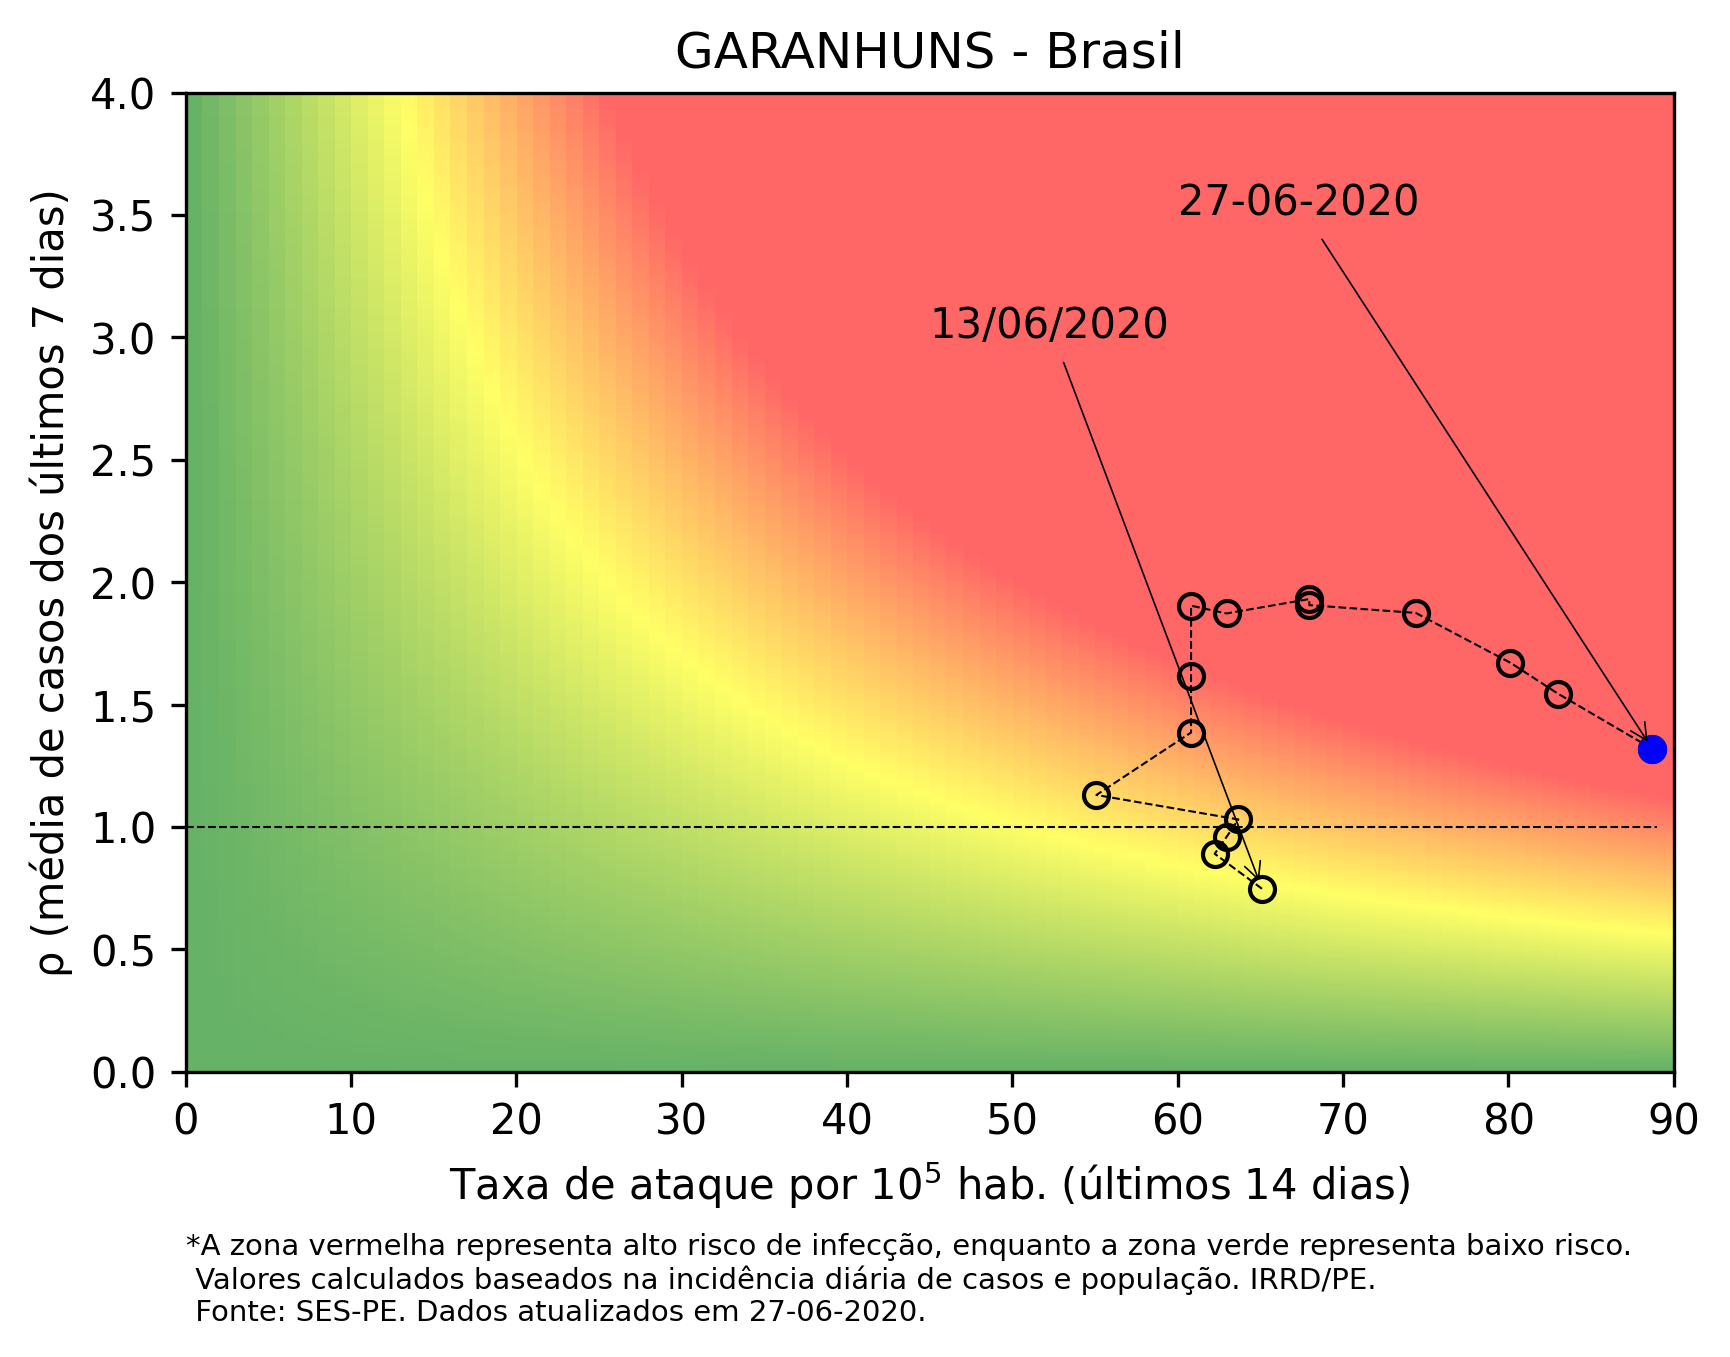 GARANHUNS - Brasil
4.0
3.5
3.0
2.5
2.0
1.5
1.0
0.5
0.0
ρ (média de casos dos últimos 7 dias)
27-06-2020
13/06/2020
0 10 20 30 40 50 60 70 80 90
Taxa de ataque por 10⁵ hab. (últimos 14 dias)
*A zona vermelha representa alto risco de infecção, enquanto a zona verde representa baixo risco.
Valores calculados baseados na incidência diária de casos e população. IRRD/PE.
Fonte: SES-PE. Dados atualizados em 27-06-2020.